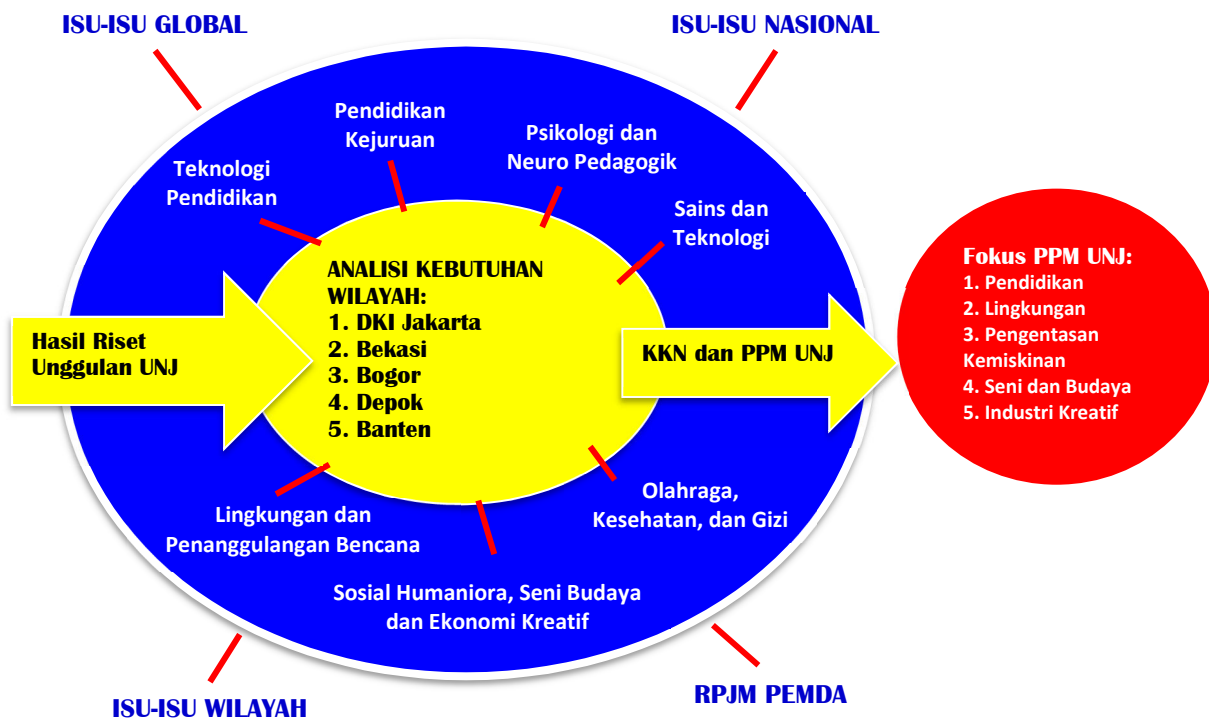 ISU-ISU GLOBAL
ISU-ISU NASIONAL
Pendidikan
Kejuruan
Psikologi dan
Neuro Pedagogik
Teknologi
Pendidikan
Sains dan
Teknologi
Hasil Riset
Unggulan UNJ
ANALISI KEBUTUHAN
WILAYAH:
1. DKI Jakarta
2. Bekasi
3. Bogor
4. Depok
5. Banten
KKN dan PPM UNJ
Fokus PPM UNJ:
1. Pendidikan
2. Lingkungan
3. Pengentasan
Kemiskinan
4. Seni dan Budaya
5. Industri Kreatif
Lingkungan dan
Penanggulangan Bencana
Olahraga,
Kesehatan, dan Gizi
Sosial Humaniora, Seni Budaya
dan Ekonomi Kreatif
ISU-ISU WILAYAH
RPJM PEMDA